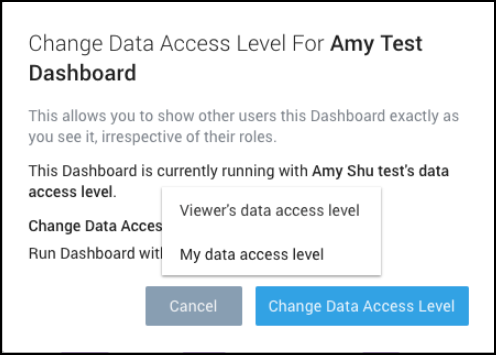 Change Data Access Level For Amy Test
Dashboard
This allows you to show other users this Dashboard exactly as
you see it, irrespective of their roles.
This Dashboard is currently running with Amy Shu test's data
access level.
Viewer's data access level
Change Data Acces
My data access level
Run Dashboard with
Cancel
Change Data Access Level